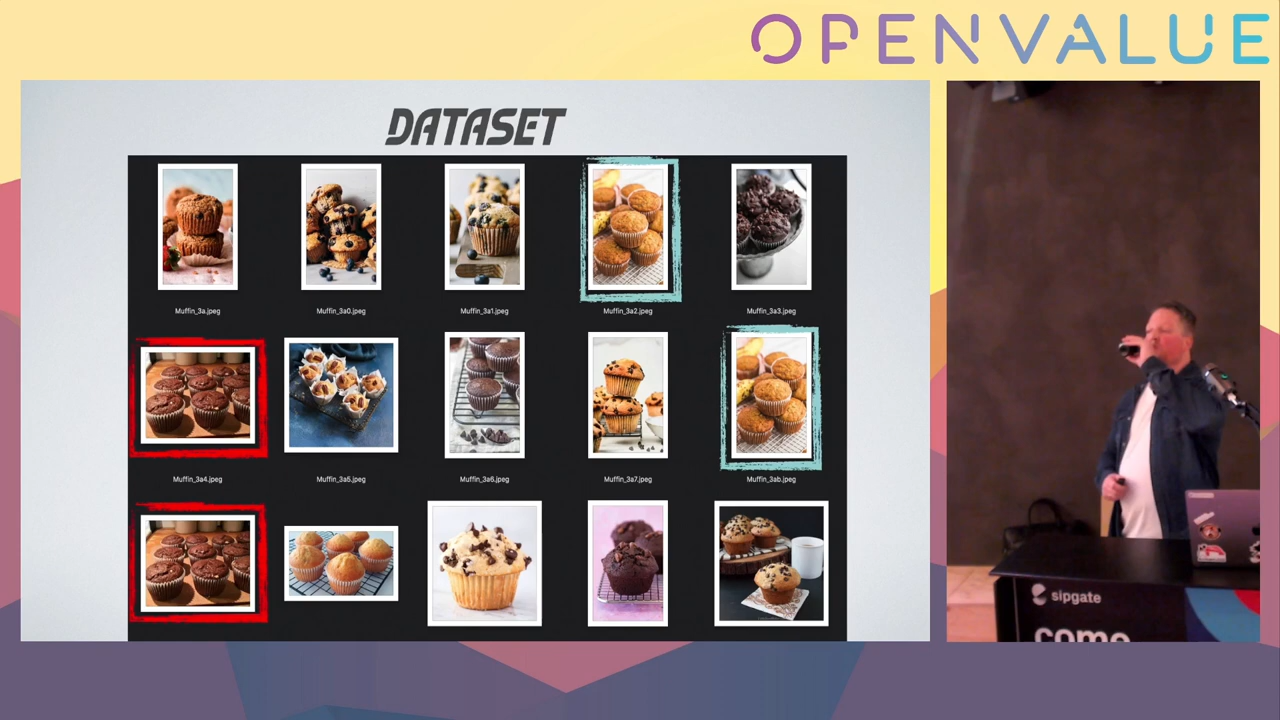 OPENVALUE
DATASET
Muffin_3a.jpeg
Muffin_3a0.jpeg
Muffin_3a1.jpeg
Muffin_3a2.jpeg
Muffin_3a3.jpeg
Muffin_3a4.jpeg
Muffin_3a5.jpeg
Muffin_3a6.jpeg
Muffin_3a7.jpeg
Muffin_3ab.jpeg
sipgate
come